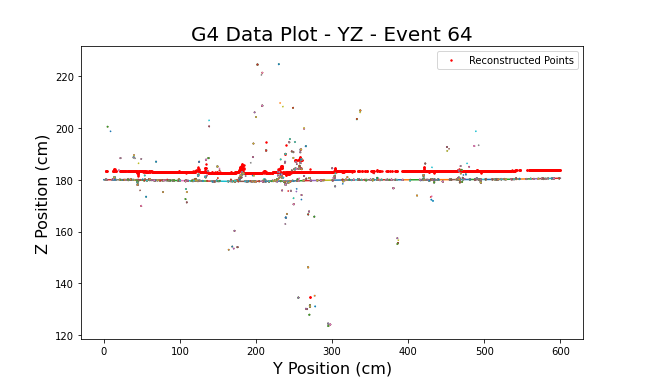 G4 Data Plot - YZ - Event 64
Reconstructed Points
Z Position (cm)
220
200
180
160
140
120
0 100 200 300 400 500 600
Y Position (cm)